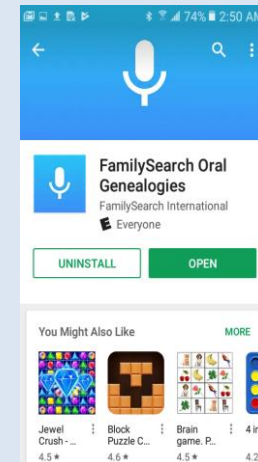 74% 2:50 AM
FamilySearch Oral
Genealogies
FamilySearch International
E Everyone
UNINSTALL
OPEN
You Might Also Like
MORE
Jewel
Crush - ...
4.5★
Block
Puzzle C...
4.6★
Brain
game. P...
4.5★
4 in
4.2